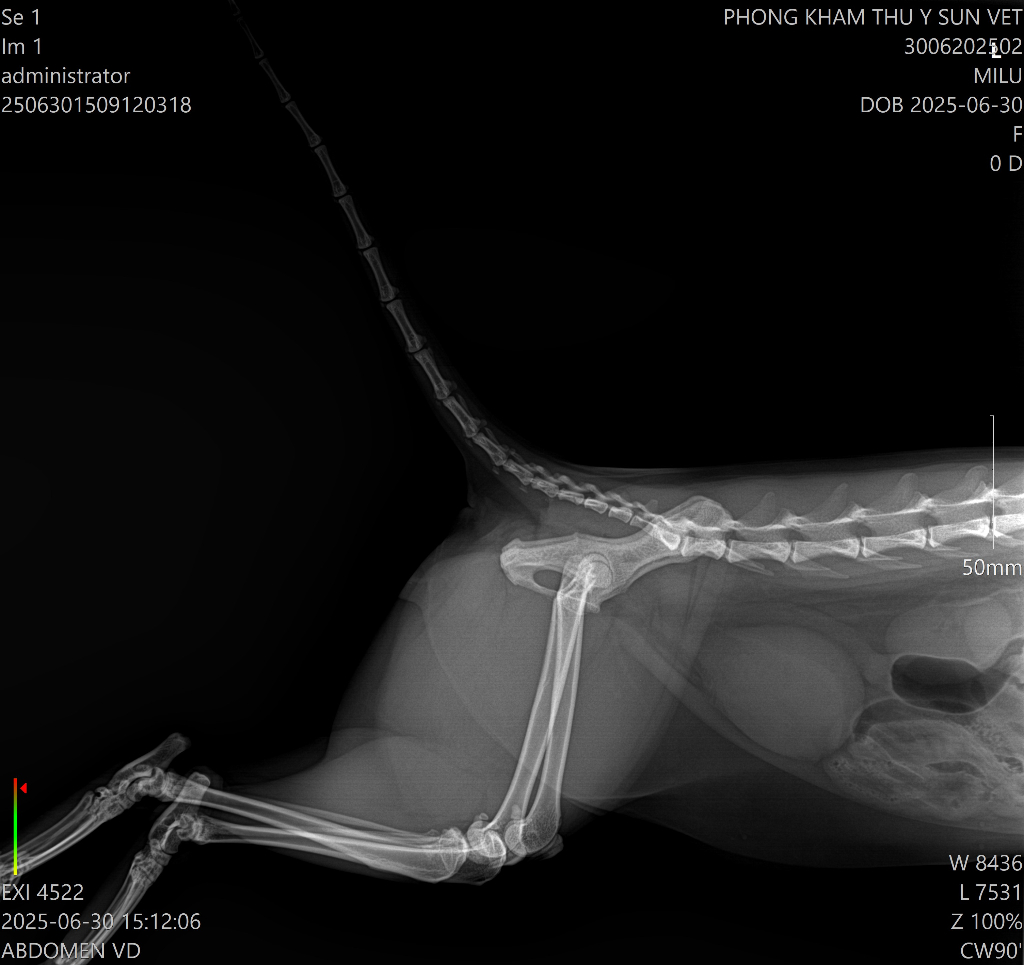 Se 1
Im 1
administrator
2506301509120318
PHONG KHAM THU Y SUN VET
3006202502
L
MILU
DOB 2025-06-30
F
0 D
50mm
EXI 4522
2025-06-30 15:12:06
ABDOMEN VD
W 8436
L 7531
Z 100%
CW90'